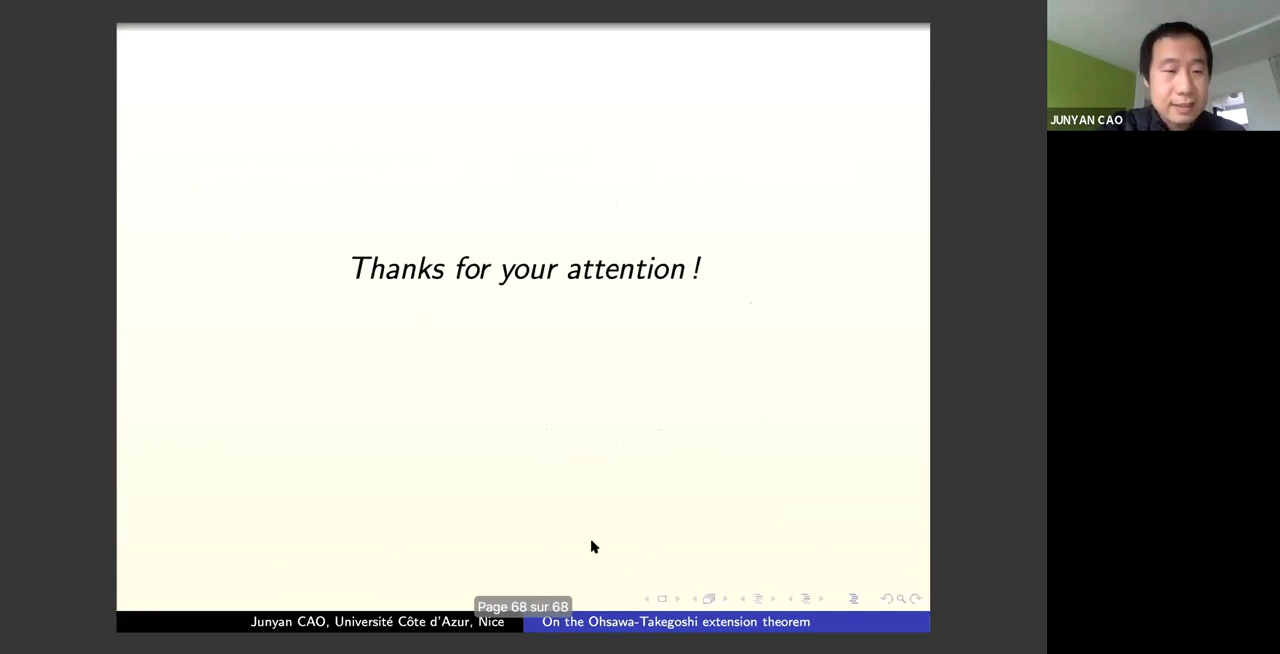 JUNYAN CAO
Thanks for your attention !
Page 68 sur 68
Junyan CAO, Université Côte d'Azur, Nice
On the Ohsawa-Takegoshi extension theorem